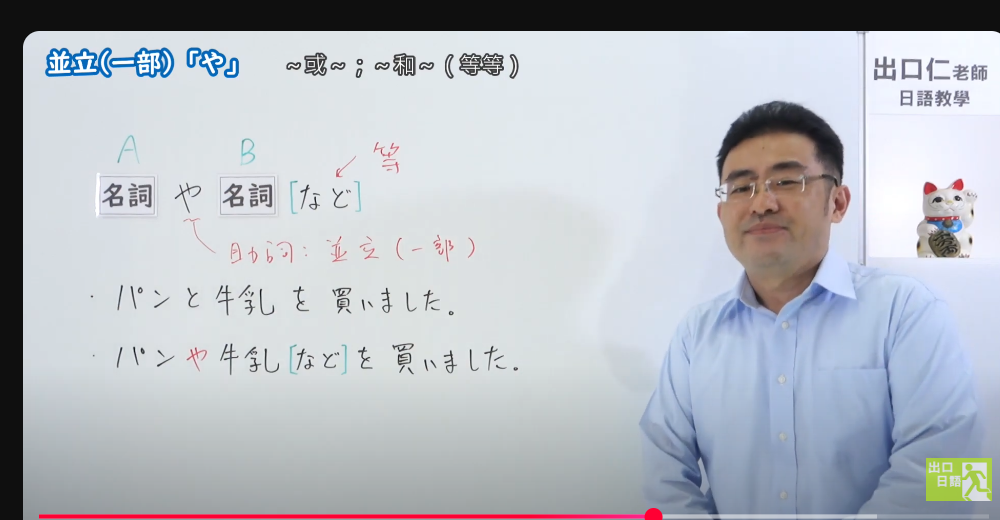 並立(一部)「や」 ~或~;~和~(等等)
出口仁老師
日語教學
A B 等
名詞 や 名詞 [など]
助詞:並立(一部)
・パンと牛乳を買いました。
・パンや牛乳[など]を買いました。
出口
日語